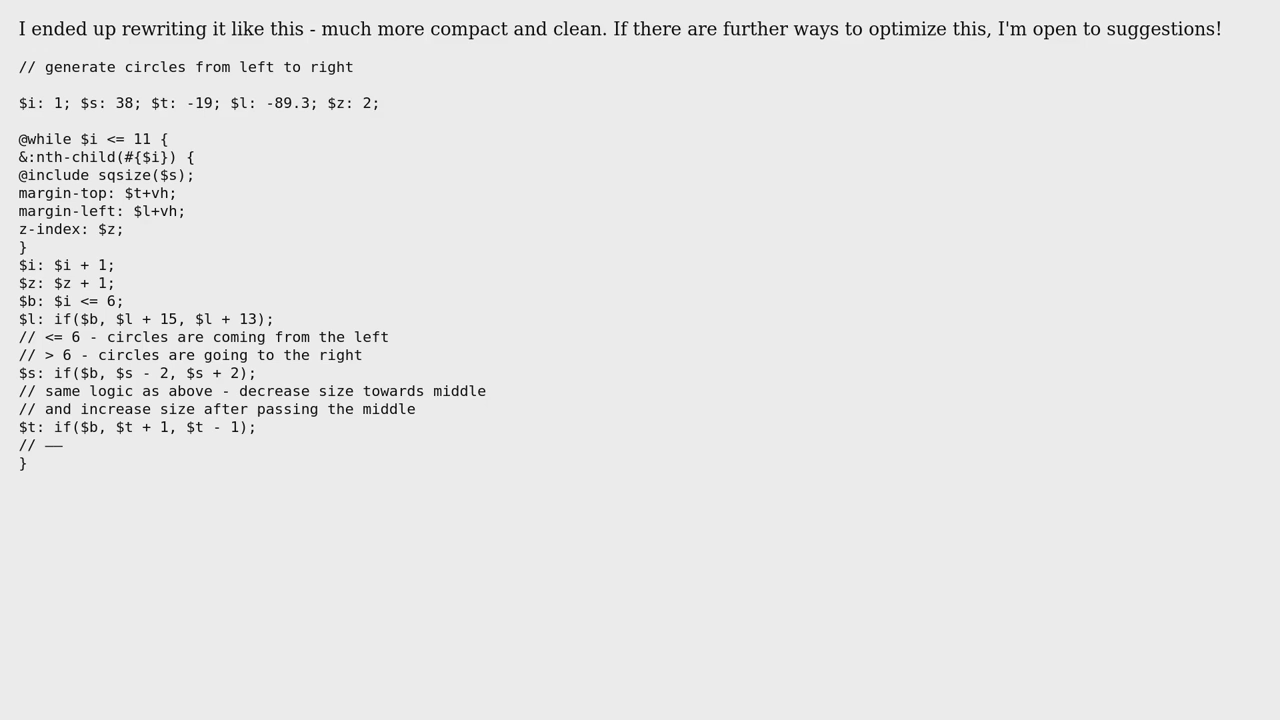 I ended up rewriting it like this - much more compact and clean. If there are further ways to optimize this, I'm open to suggestions!
// generate circles from left to right
$i: 1; $s: 38; $t: -19; $l: -89.3; $z: 2;
@while $i <= 11 {
&:nth-child(#{$i}) {
@include sqsize($s);
margin-top: $t+vh;
margin-left: $l+vh;
z-index: $z;
}
$i: $i + 1;
$z: $z + 1;
$b: $i <= 6;
$l: if($b, $l + 15, $l + 13);
// <= 6 - circles are coming from the left
// > 6 - circles are going to the right
$s: if($b, $s - 2, $s + 2);
// same logic as above - decrease size towards middle
// and increase size after passing the middle
$t: if($b, $t + 1, $t - 1);
// ——
}